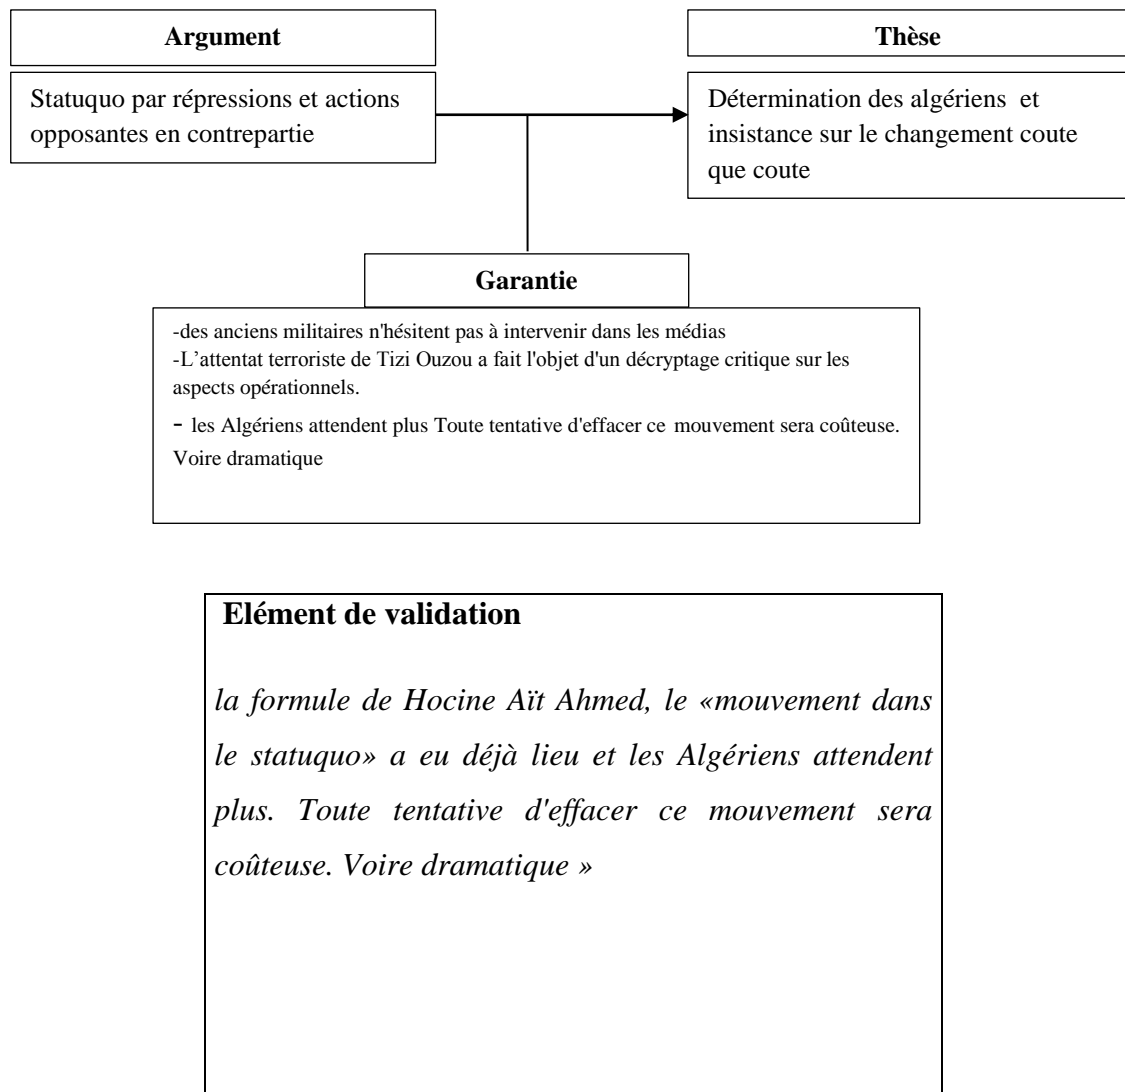 Argument
Thèse
Statuquo par répressions et actions
opposantes en contrepartie
Détermination des algériens et
insistance sur le changement coute
que coute
Garantie
-des anciens militaires n'hésitent pas à intervenir dans les médias
-L’attentat terroriste de Tizi Ouzou a fait l'objet d'un décryptage critique sur les
aspects opérationnels.
- les Algériens attendent plus Toute tentative d'effacer ce mouvement sera coûteuse.
Voire dramatique
Elément de validation
la formule de Hocine Aït Ahmed, le «mouvement dans
le statuquo» a eu déjà lieu et les Algériens attendent
plus. Toute tentative d'effacer ce mouvement sera
coûteuse. Voire dramatique »